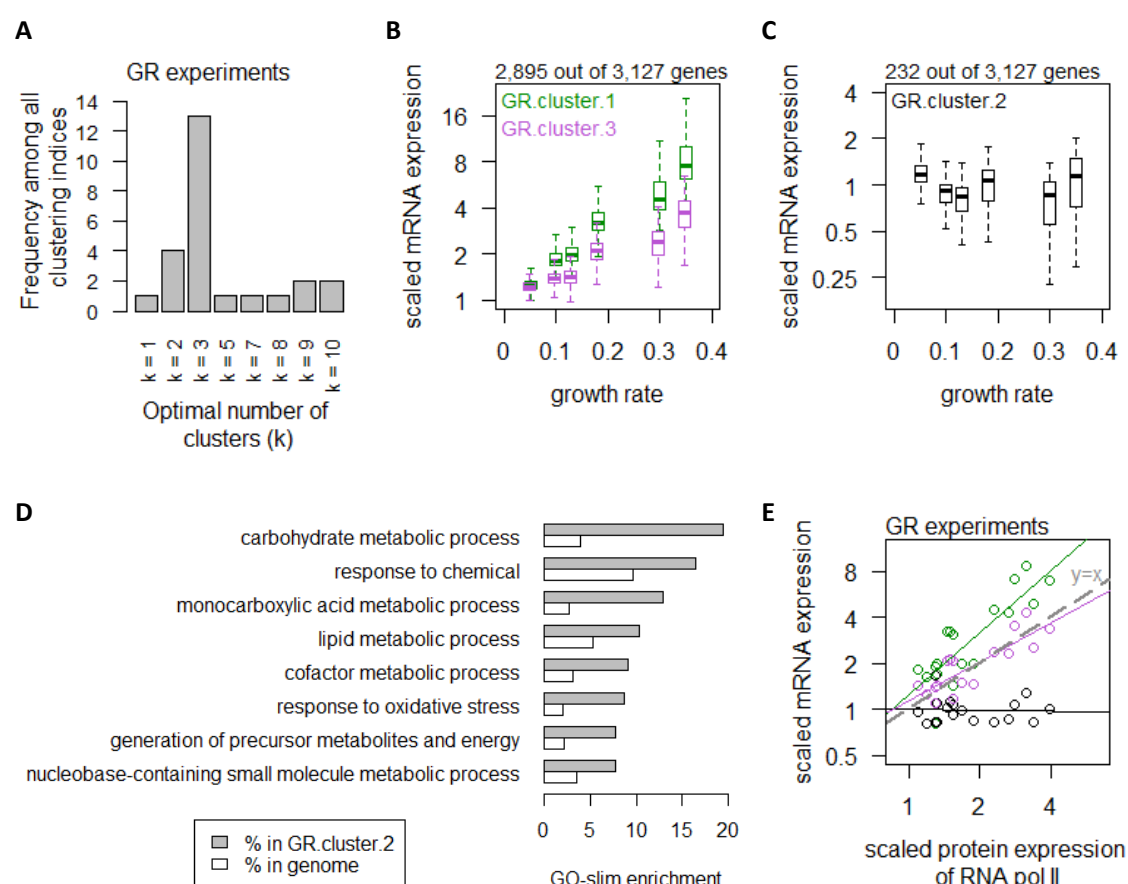 A
GR experiments
Frequency among all
clustering indices
14
12
10
8
6
4
2
0
k = 1
k = 2
k = 3
k = 5
k = 7
k = 8
k = 9
k = 10
Optimal number of
clusters (k)
B
2,895 out of 3,127 genes
GR.cluster.1
GR.cluster.3
scaled mRNA expression
16
8
4
2
1
0
0.1
0.2
0.3
0.4
growth rate
C
232 out of 3,127 genes
GR.cluster.2
scaled mRNA expression
4
2
1
0.5
0.25
0
0.1
0.2
0.3
0.4
growth rate
D
carbohydrate metabolic process
response to chemical
monocarboxylic acid metabolic process
lipid metabolic process
cofactor metabolic process
response to oxidative stress
generation of precursor metabolites and energy
nucleobase-containing small molecule metabolic process
0
5
10
15
20
% in GR.cluster.2
% in genome
GO-slim enrichment
E
GR experiments
y=x
scaled mRNA expression
8
4
2
1
0.5
1
2
4
scaled protein expression
of RNA pol II